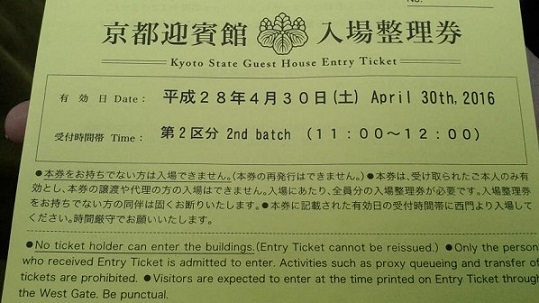 No.
京都迎賓館 入場整理券
Kyoto State Guest House Entry Ticket
有効日 Date: 平成28年4月30日(土) April 30th, 2016
受付時間帯 Time: 第2区分 2nd batch (11:00~12:00)
●本券をお持ちでない方は入場できません。(本券の再発行はできません。)●本券は、受け取られたご本人のみ有
効とし、本券の譲渡や代理の方の入場はできません。入場にあたり、全員分の入場整理券が必要です。入場整理券
をお持ちでない方の同伴は固くお断りいたします。●本券に記載された有効日の受付時間帯に西門より入場して
ください。時間厳守でお願いいたします。
●No ticket holder can enter the buildings.(Entry Ticket cannot be reissued.) ●Only the person
who received Entry Ticket is admitted to enter. Activities such as proxy queueing and transfer of
tickets are prohibited. ●Visitors are expected to enter at the time printed on Entry Ticket through
the West Gate. Be punctual.